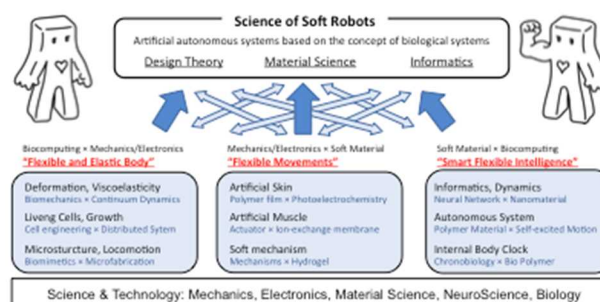 Science of Soft Robots
Artificial autonomous systems based on the concept of biological systems
Design Theory Material Science Informatics
Biocomputing × Mechanics/Electronics Mechanics/Electronics × Soft Material Soft Material × Biocomputing
"Flexible and Elastic Body" "Flexible Movements" "Smart Flexible Intelligence"
Deformation, Viscoelasticity
Biomechanics × Continuum Dynamics
Liveng Cells, Growth
Cell engineering × Distributed System
Microsturcture, Locomotion
Biomimetics × Microfabrication
Artificial Skin
Polymer film × Photoelectrochemistry
Artificial Muscle
Actuator × Ion-exchange membrane
Soft mechanism
Mechanisms × Hydrogel
Informatics, Dynamics
Neural Network × Nanomaterial
Autonomous System
Polymer Material × Self-excited Motion
Internal Body Clock
Chronobiology × Bio Polymer
Science & Technology: Mechanics, Electronics, Material Science, NeuroScience, Biology